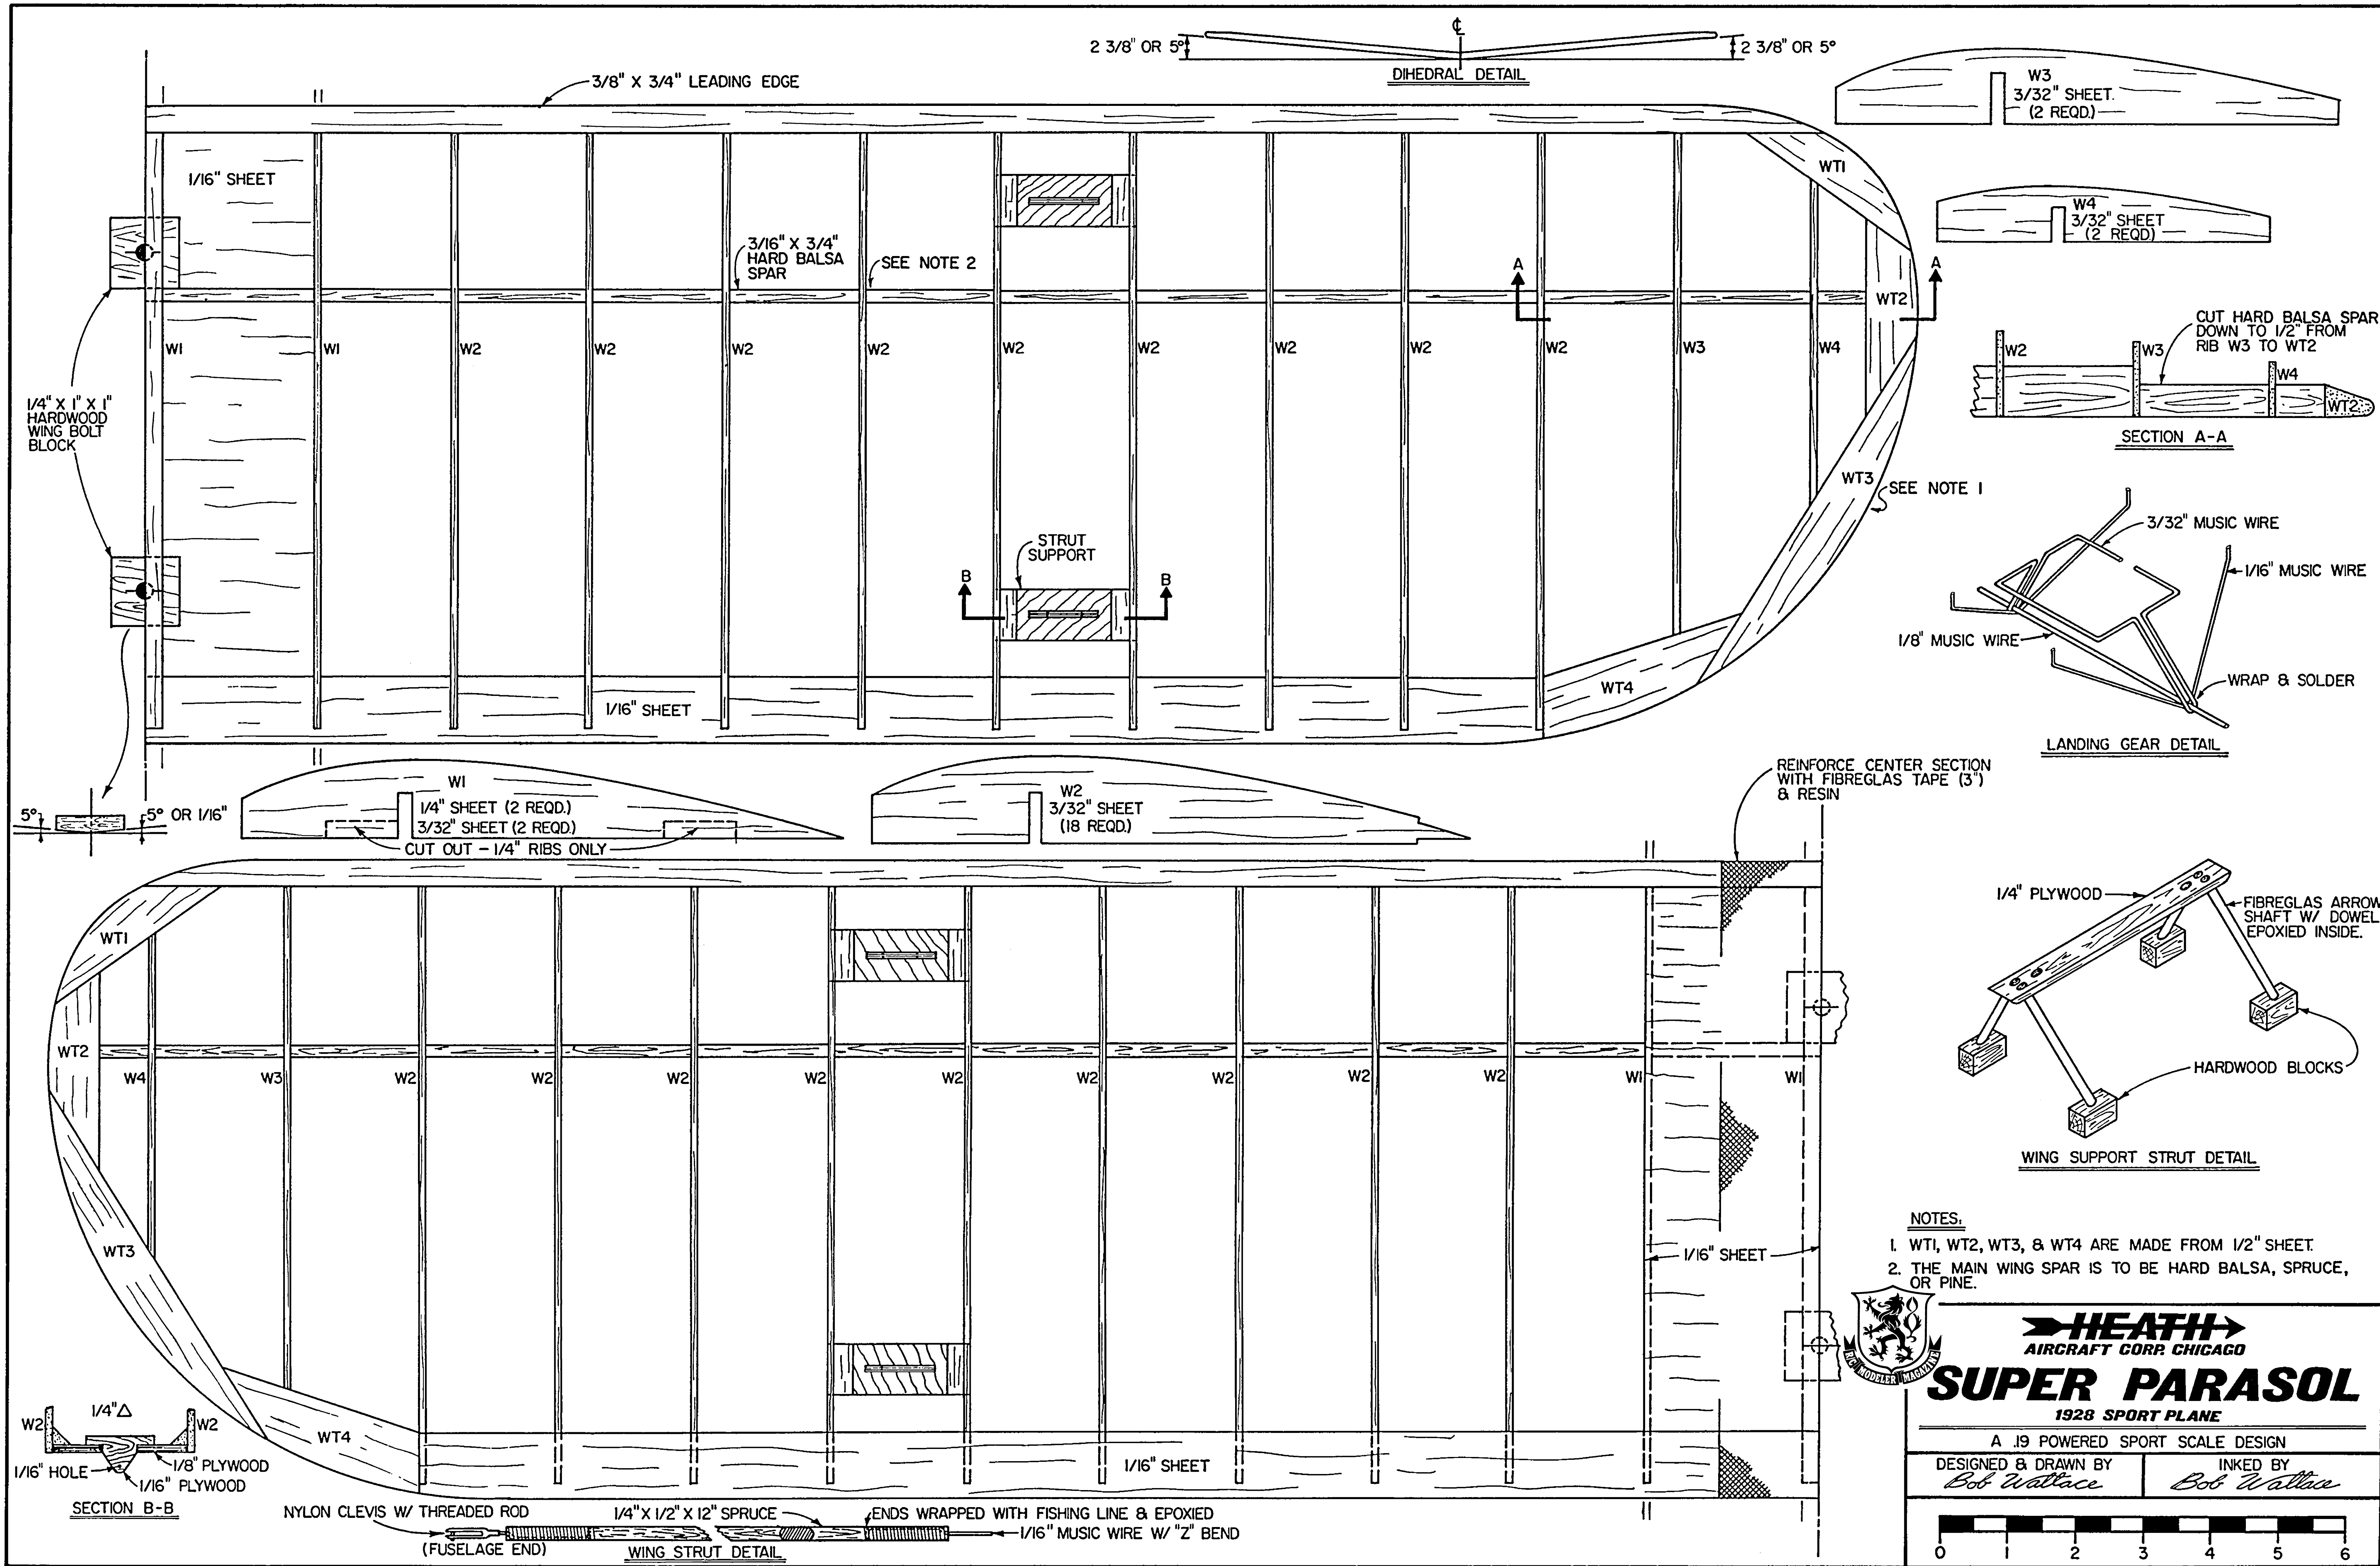 2 3/8" OR 5°
℄
2 3/8" OR 5°
DIHEDRAL DETAIL
3/8" X 3/4" LEADING EDGE
W3
3/32" SHEET.
(2 REQD.)
1/16" SHEET
WT1
W4
3/32" SHEET
(2 REQD)
3/16" X 3/4"
HARD BALSA
SPAR
SEE NOTE 2
A
A
WT2
W1
W1
W2
W2
W2
W2
W2
W2
W2
W2
W2
W3
W4
CUT HARD BALSA SPAR
DOWN TO 1/2" FROM
RIB W3 TO WT2
W2
W3
W4
WT2
SECTION A-A
1/4" X 1" X 1"
HARDWOOD
WING BOLT
BLOCK
WT3
SEE NOTE 1
STRUT
SUPPORT
B
B
3/32" MUSIC WIRE
1/16" MUSIC WIRE
1/8" MUSIC WIRE
WRAP & SOLDER
LANDING GEAR DETAIL
WT4
1/16" SHEET
5°
5° OR 1/16"
W1
1/4" SHEET (2 REQD.)
3/32" SHEET (2 REQD.)
CUT OUT - 1/4" RIBS ONLY
W2
3/32" SHEET
(18 REQD.)
REINFORCE CENTER SECTION
WITH FIBREGLAS TAPE (3")
& RESIN
WT1
WT2
W4
W3
W2
W2
W2
W2
W2
W2
W2
W2
W2
W1
W1
1/4" PLYWOOD
FIBREGLAS ARROW
SHAFT W/ DOWEL
EPOXIED INSIDE.
HARDWOOD BLOCKS
WING SUPPORT STRUT DETAIL
WT3
1/16" SHEET
WT4
1/16" SHEET
NOTES.
1. WT1, WT2, WT3, & WT4 ARE MADE FROM 1/2" SHEET.
2. THE MAIN WING SPAR IS TO BE HARD BALSA, SPRUCE,
OR PINE.
W2
1/4"△
W2
1/16" HOLE
1/8" PLYWOOD
1/16" PLYWOOD
SECTION B-B
NYLON CLEVIS W/ THREADED ROD
(FUSELAGE END)
1/4" X 1/2" X 12" SPRUCE
ENDS WRAPPED WITH FISHING LINE & EPOXIED
1/16" MUSIC WIRE W/ "Z" BEND
WING STRUT DETAIL
R/C MODELER MAGAZINE
HEATH
AIRCRAFT CORP. CHICAGO
SUPER PARASOL
1928 SPORT PLANE
A .19 POWERED SPORT SCALE DESIGN
DESIGNED & DRAWN BY
Bob Wallace
INKED BY
Bob Wallace
0 1 2 3 4 5 6